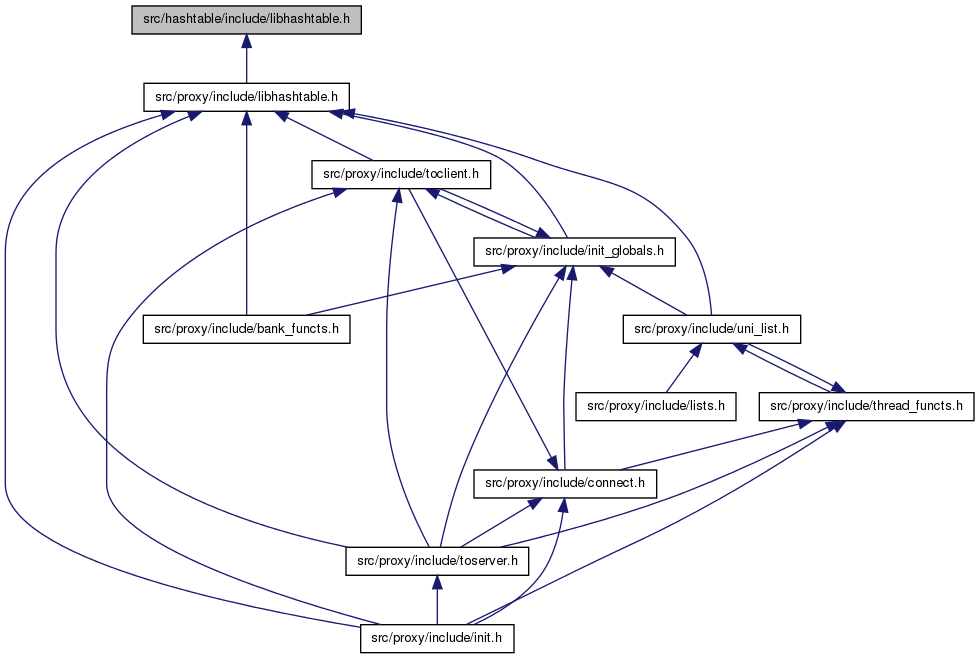 src/hashtable/include/libhashtable.h
src/proxy/include/libhashtable.h
src/proxy/include/toclient.h
src/proxy/include/init_globals.h
src/proxy/include/bank_functs.h
src/proxy/include/uni_list.h
src/proxy/include/lists.h
src/proxy/include/thread_functs.h
src/proxy/include/connect.h
src/proxy/include/toserver.h
src/proxy/include/init.h